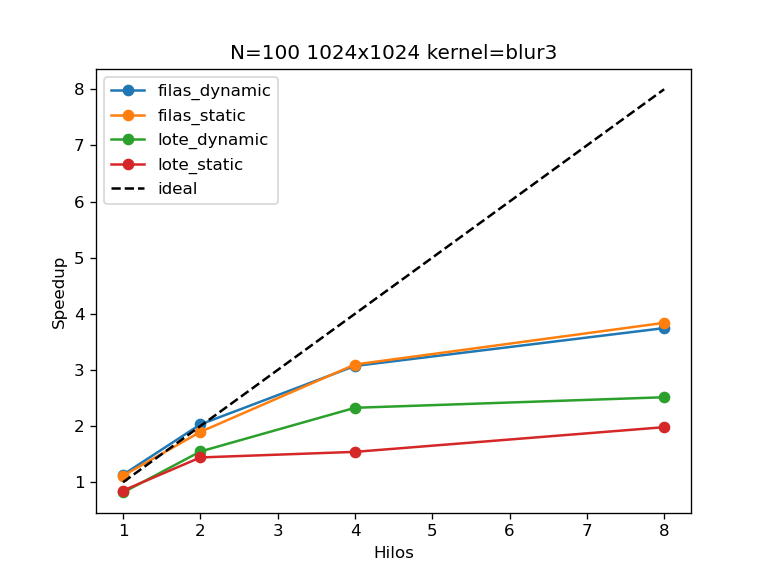 N=100 1024x1024 kernel=blur3
filas_dynamic
filas_static
lote_dynamic
lote_static
ideal
Speedup
8
7
6
5
4
3
2
1
1 2 3 4 5 6 7 8
Hilos